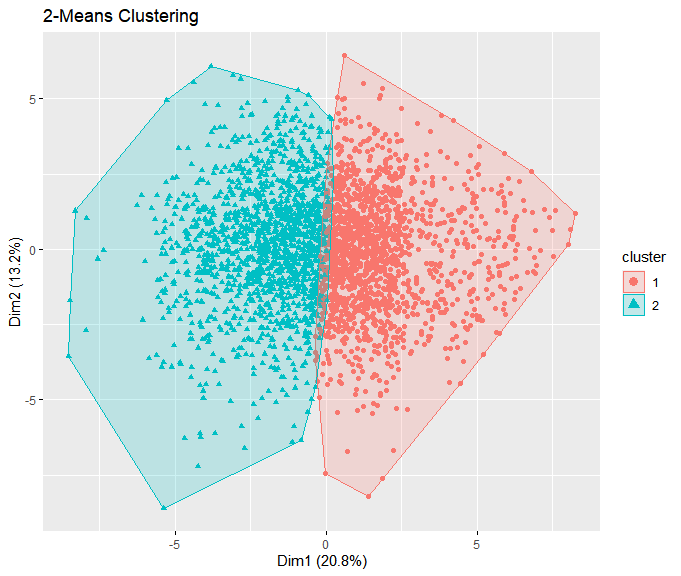 2-Means Clustering
5
0
-5
Dim2 (13.2%)
-5
0
5
Dim1 (20.8%)
cluster
1
2